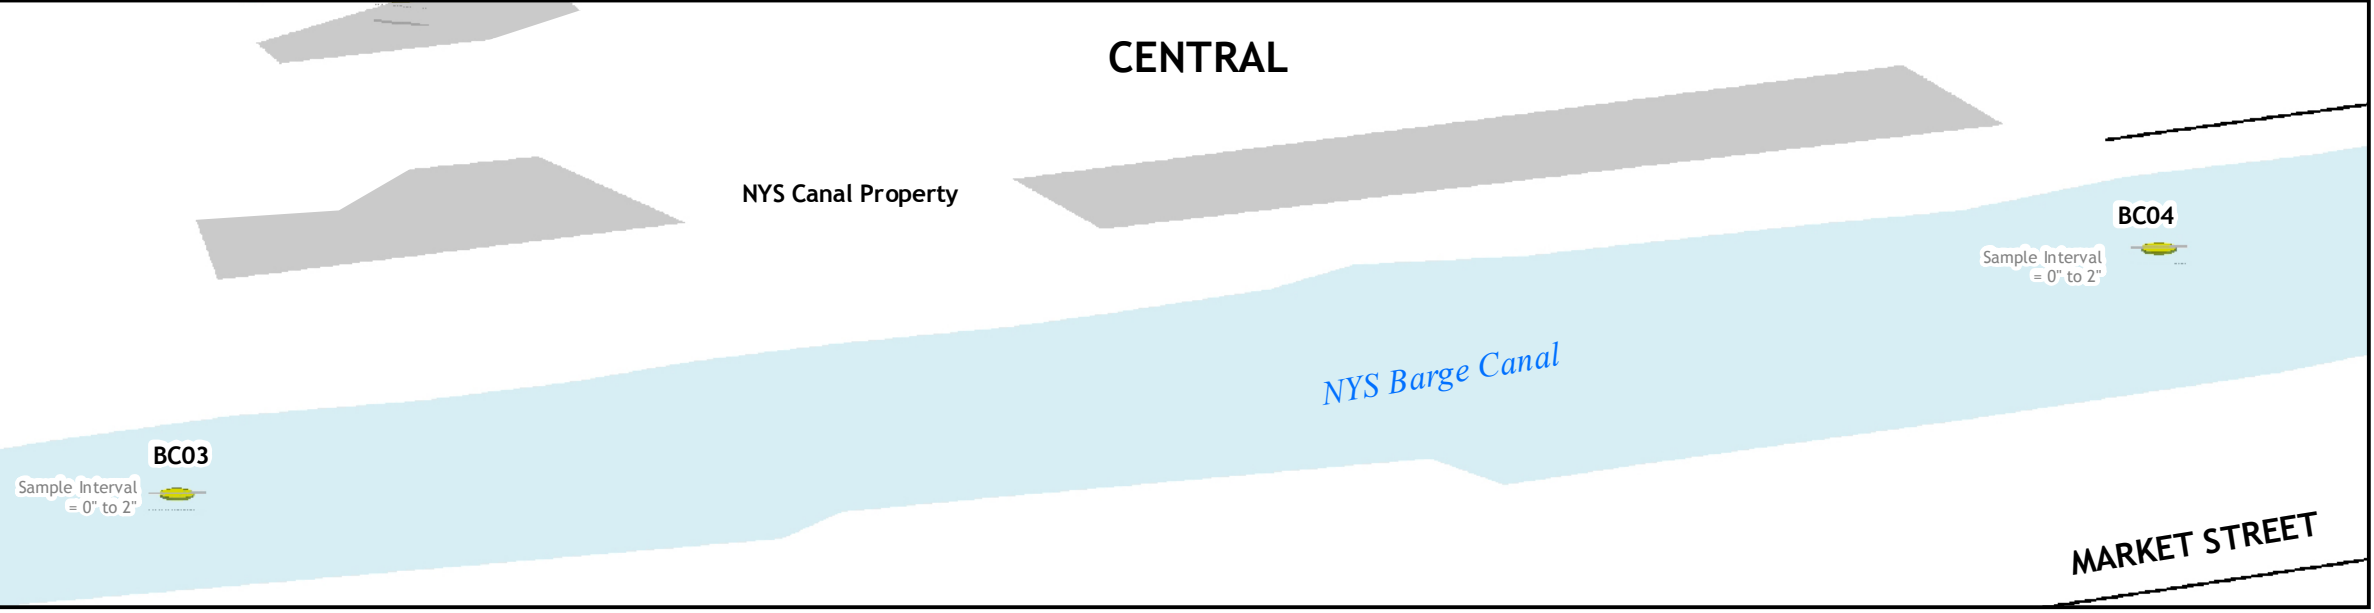 CENTRAL
NYS Canal Property
BC04
Sample Interval
= 0" to 2"
NYS Barge Canal
BC03
Sample Interval
= 0" to 2"
MARKET STREET